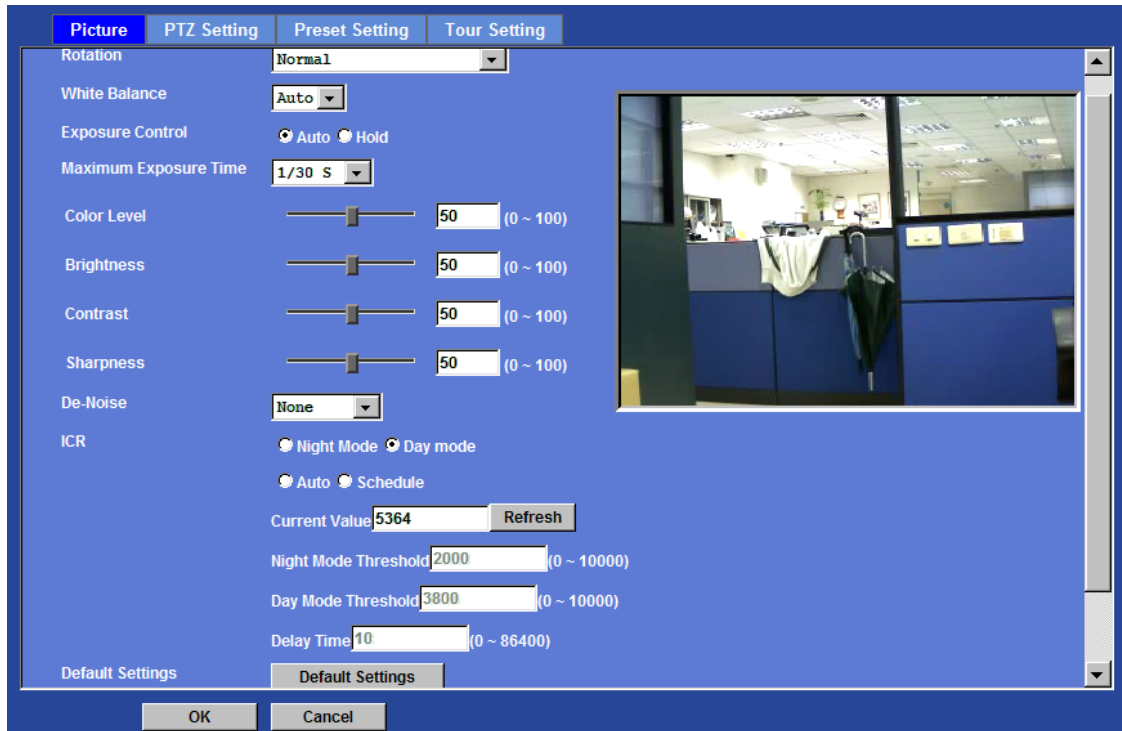 Picture PTZ Setting Preset Setting Tour Setting
Rotation Normal
White Balance Auto
Exposure Control Auto Hold
Maximum Exposure Time 1/30 S
Color Level 50 (0 ~ 100)
Brightness 50 (0 ~ 100)
Contrast 50 (0 ~ 100)
Sharpness 50 (0 ~ 100)
De-Noise None
ICR Night Mode Day mode
Auto Schedule
Current Value 5364 Refresh
Night Mode Threshold 2000 (0 ~ 10000)
Day Mode Threshold 3800 (0 ~ 10000)
Delay Time 10 (0 ~ 86400)
Default Settings Default Settings
OK Cancel